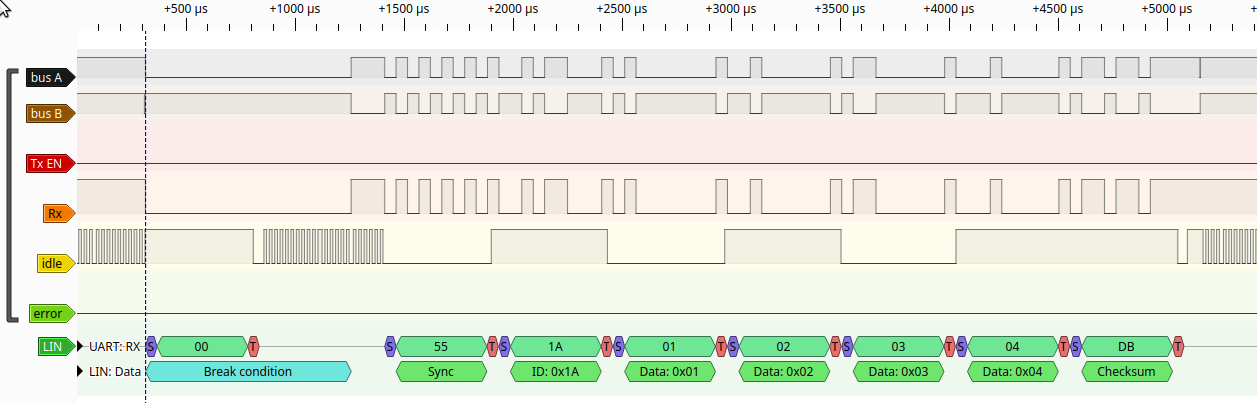 +500 µs +1000 µs +1500 µs +2000 µs +2500 µs +3000 µs +3500 µs +4000 µs +4500 µs +5000 µs +
bus A
bus B
Tx EN
Rx
idle
error
LIN UART: RX S 00 T S 55 T S 1A T S 01 T S 02 T S 03 T S 04 T S DB T
LIN: Data Break condition Sync ID: 0x1A Data: 0x01 Data: 0x02 Data: 0x03 Data: 0x04 Checksum